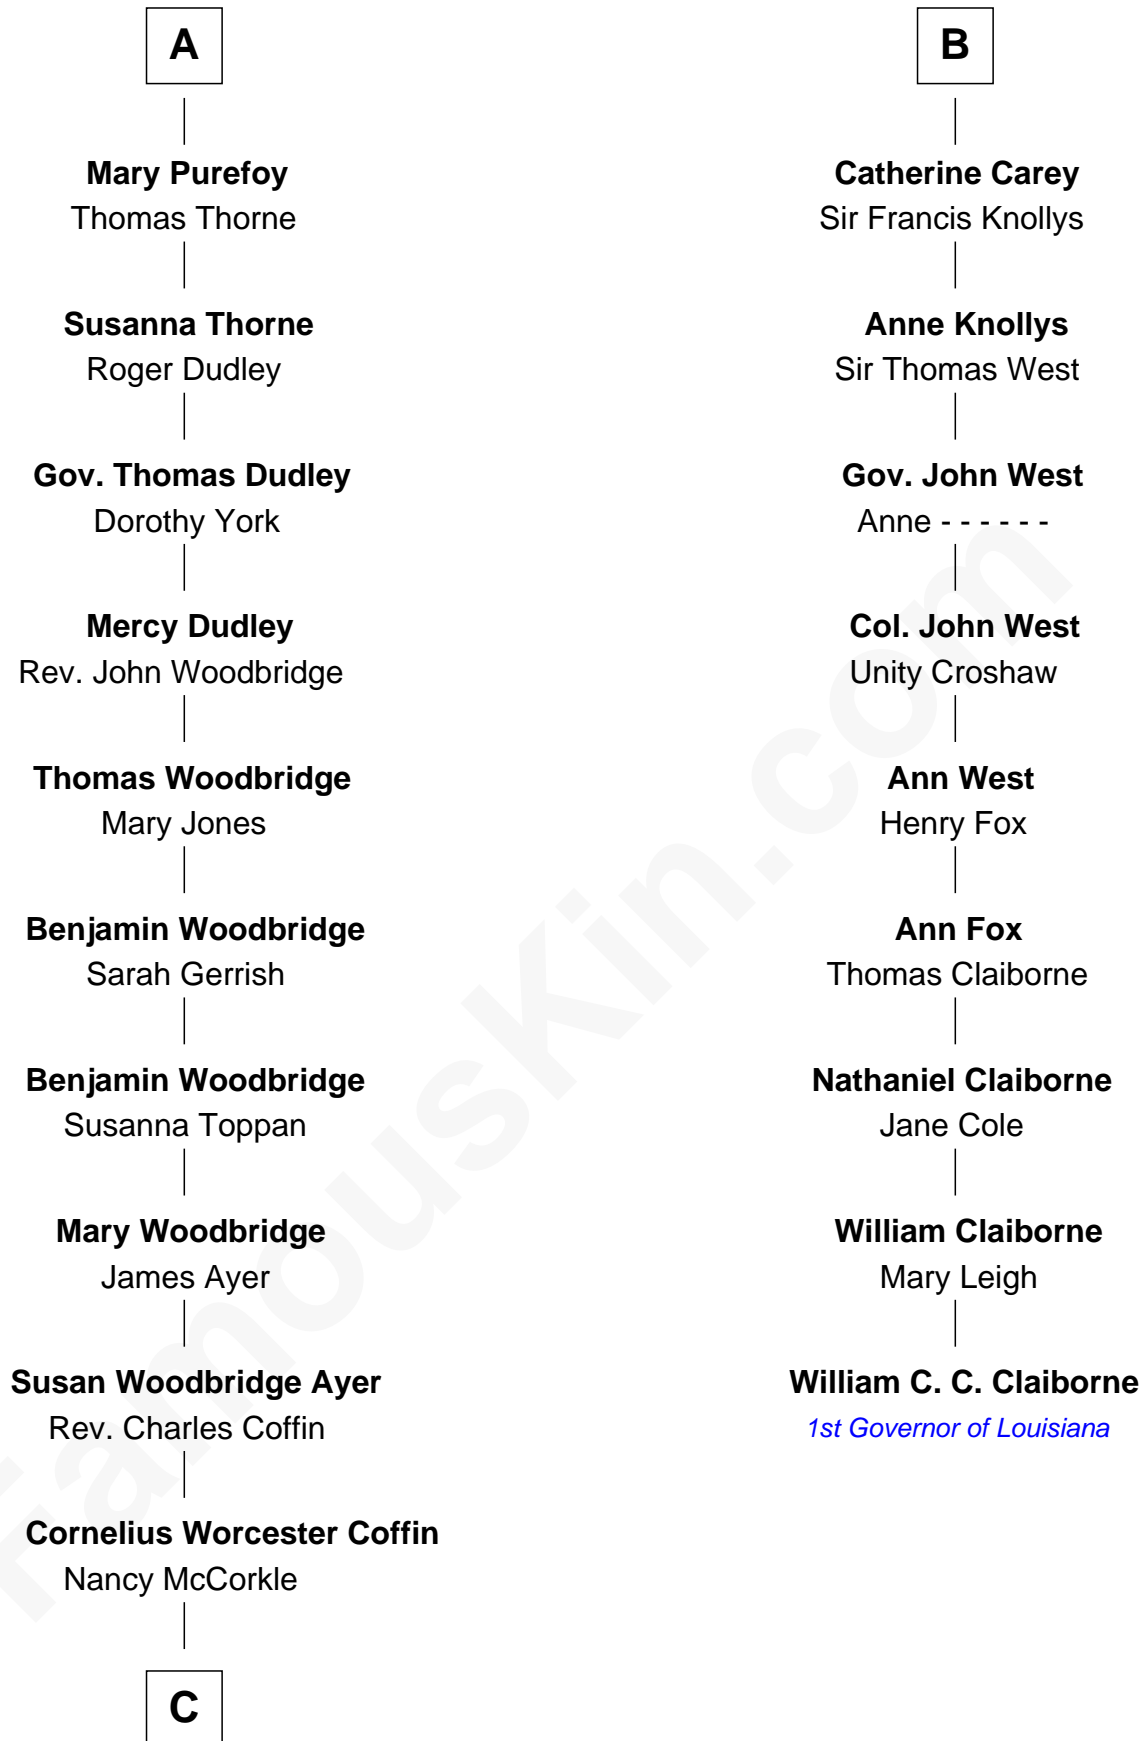 A
Mary Purefoy
Thomas Thorne
Susanna Thorne
Roger Dudley
Gov. Thomas Dudley
Dorothy York
Mercy Dudley
Rev. John Woodbridge
Thomas Woodbridge
Mary Jones
Benjamin Woodbridge
Sarah Gerrish
Benjamin Woodbridge
Susanna Toppan
Mary Woodbridge
James Ayer
Susan Woodbridge Ayer
Rev. Charles Coffin
Cornelius Worcester Coffin
Nancy McCorkle
C
B
Catherine Carey
Sir Francis Knollys
Anne Knollys
Sir Thomas West
Gov. John West
Anne - - - - - -
Col. John West
Unity Croshaw
Ann West
Henry Fox
Ann Fox
Thomas Claiborne
Nathaniel Claiborne
Jane Cole
William Claiborne
Mary Leigh
William C. C. Claiborne
1st Governor of Louisiana
FamousKin.com